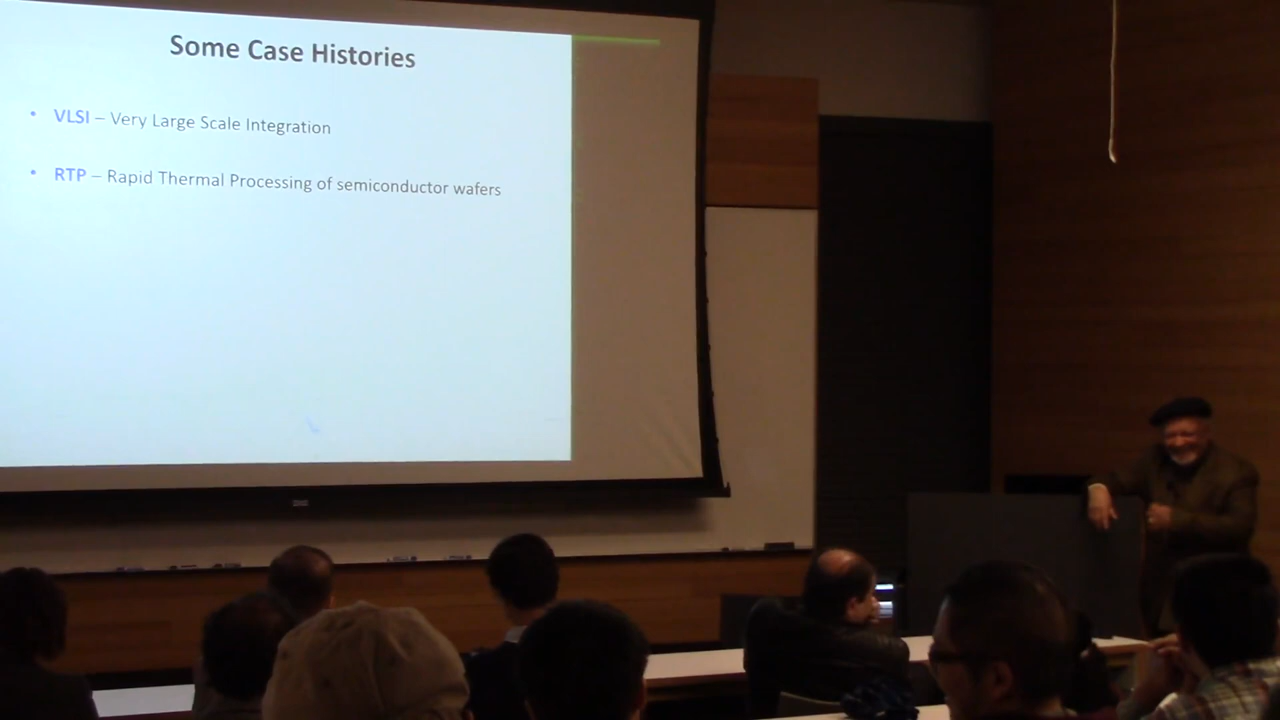 Some Case Histories
• VLSI – Very Large Scale Integration
• RTP – Rapid Thermal Processing of semiconductor wafers